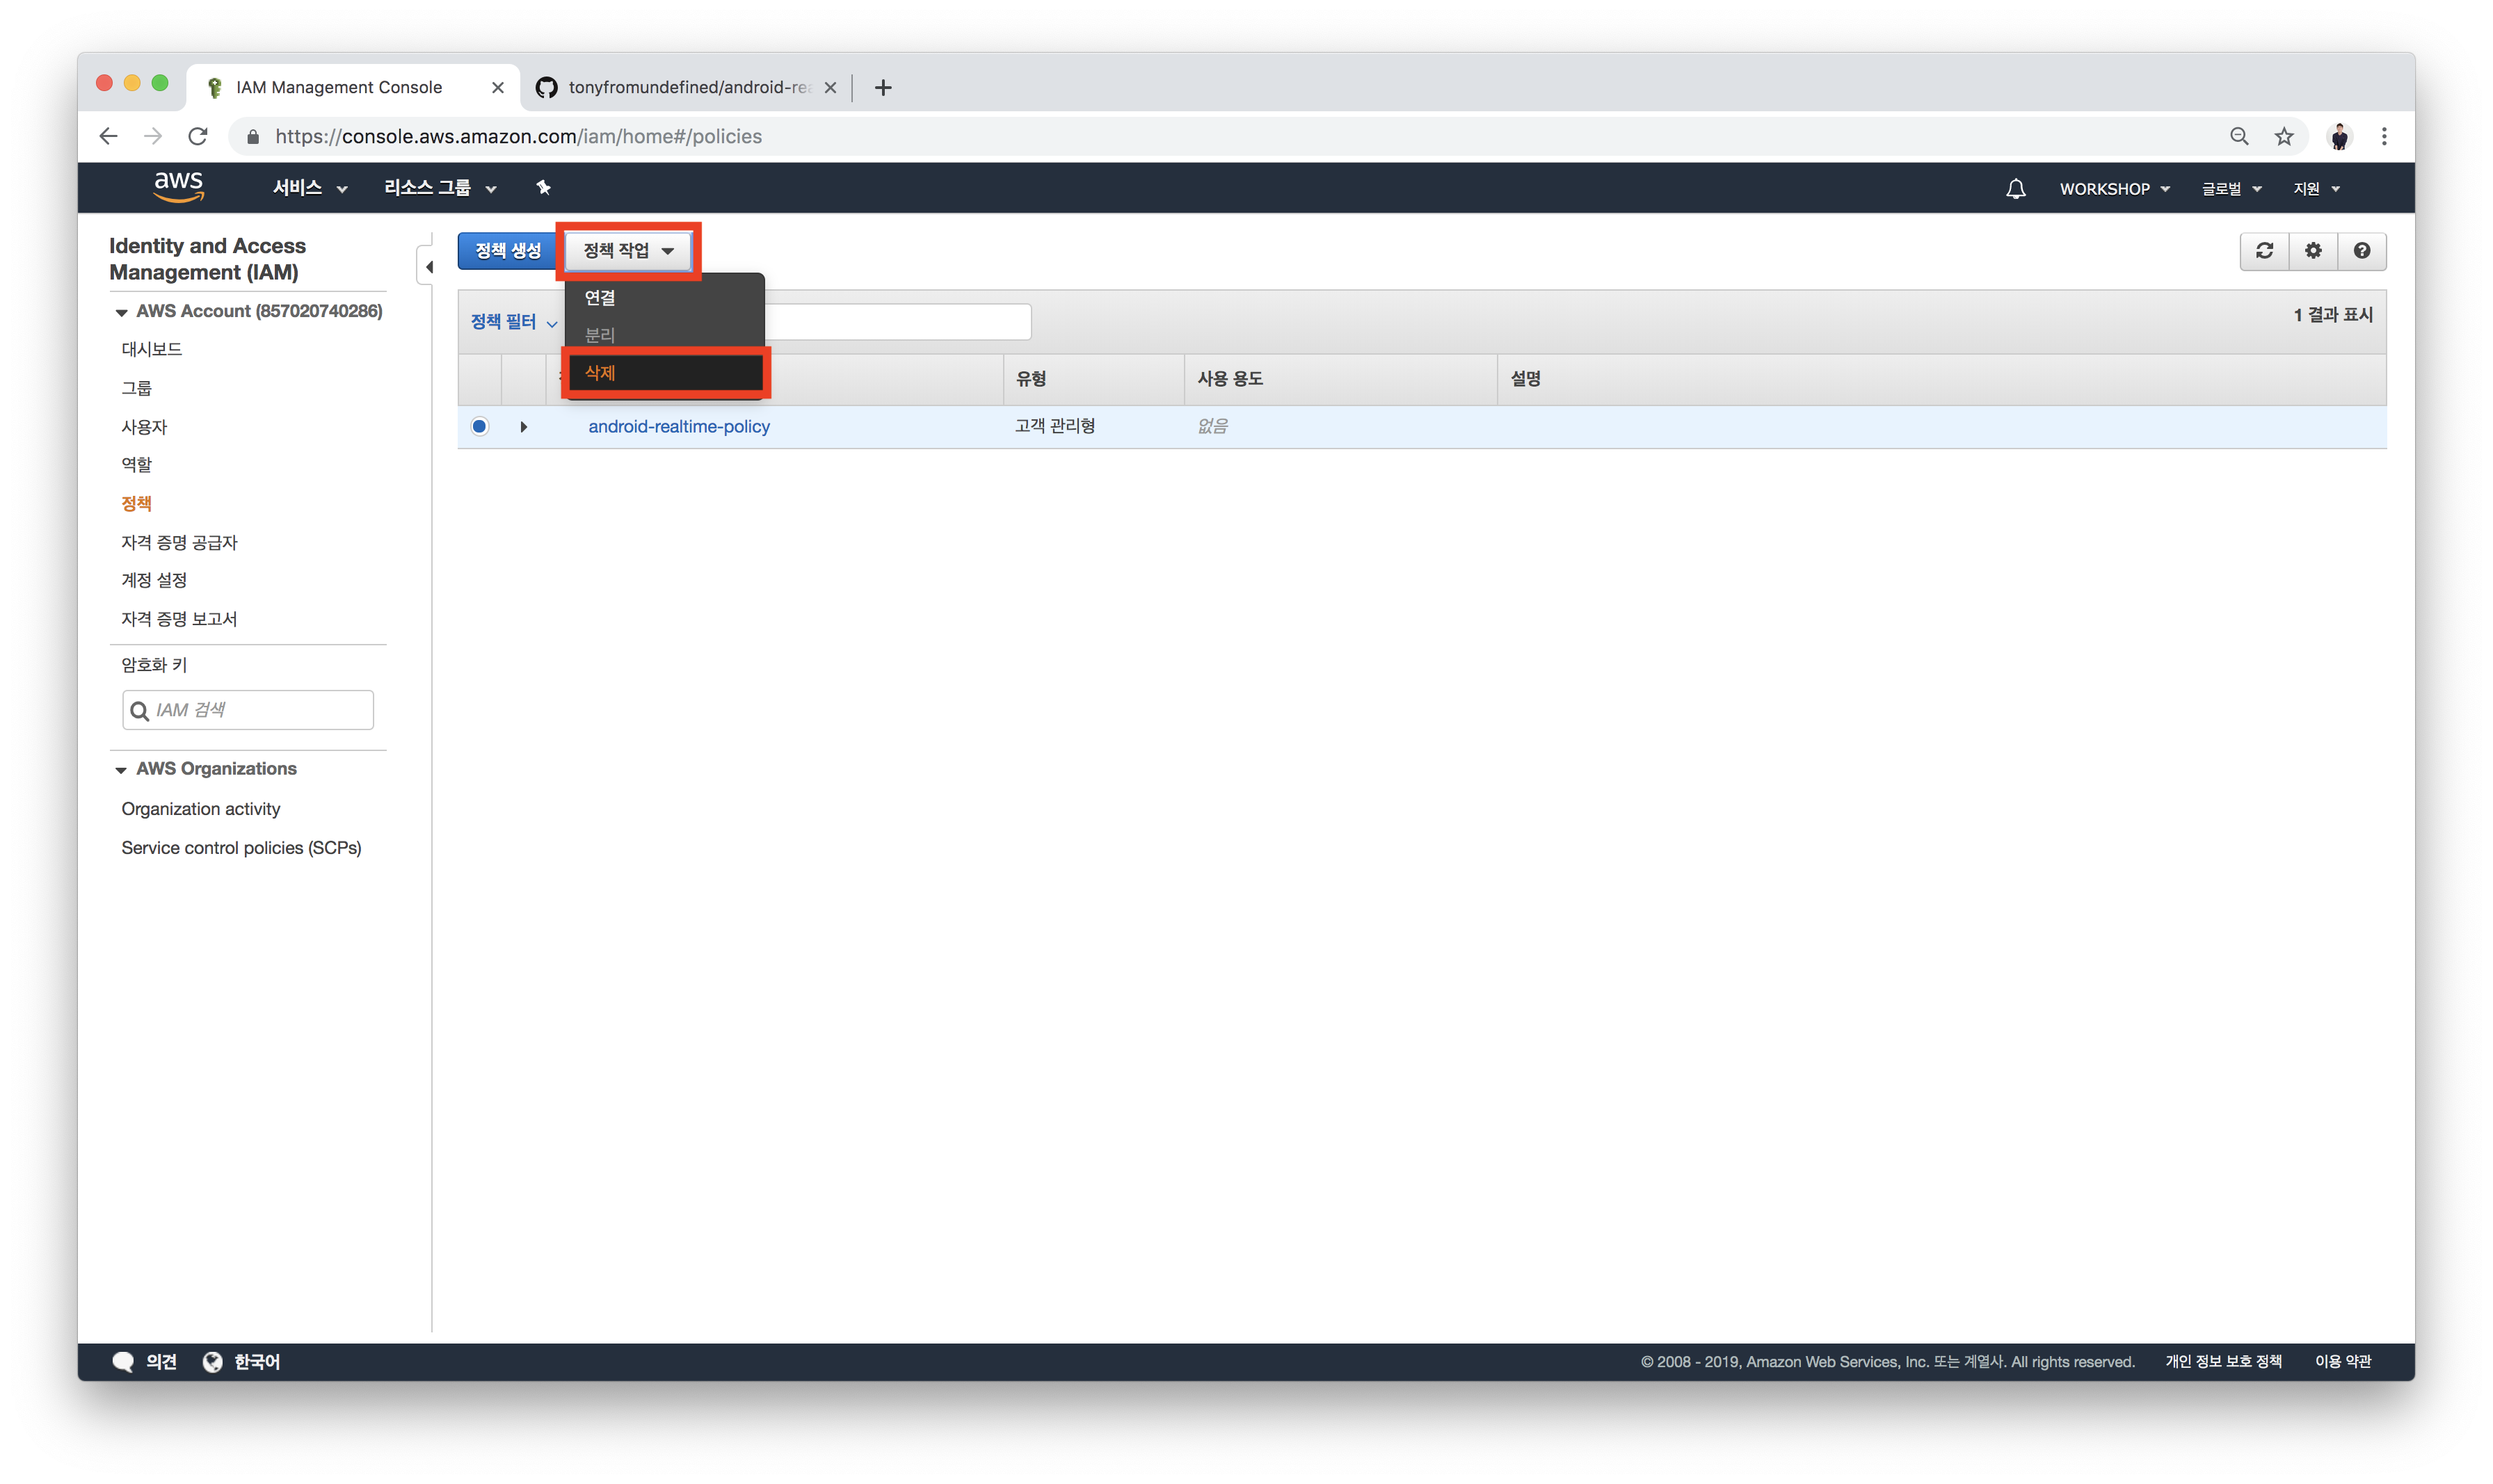 IAM Management Console
tonyfromundefined/android-rea
https://console.aws.amazon.com/iam/home#/policies
aws
서비스
리소스 그룹
WORKSHOP
글로벌
지원
Identity and Access
Management (IAM)
AWS Account (857020740286)
대시보드
그룹
사용자
역할
정책
자격 증명 공급자
계정 설정
자격 증명 보고서
암호화 키
IAM 검색
AWS Organizations
Organization activity
Service control policies (SCPs)
정책 생성
정책 작업
연결
분리
삭제
정책 필터
1 결과 표시
유형
사용 용도
설명
android-realtime-policy
고객 관리형
없음
의견
한국어
© 2008 - 2019, Amazon Web Services, Inc. 또는 계열사. All rights reserved.
개인 정보 보호 정책
이용 약관